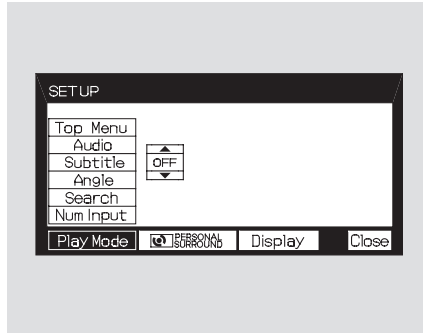 SETUP
Top Menu
Audio
Subtitle
OFF
Angle
Search
Num Input
Play Mode
PERSONAL
SURROUND
Display
Close